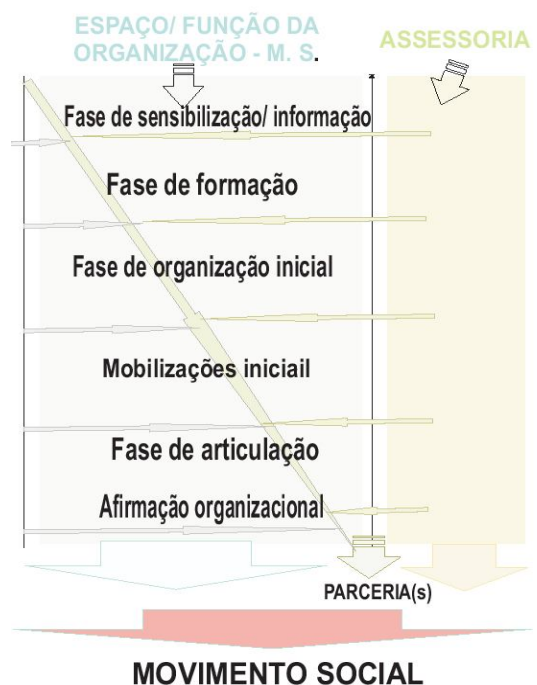 ESPAÇO/ FUNÇÃO DA
ORGANIZAÇÃO - M. S.
ASSESSORIA
Fase de sensibilização/ informação
Fase de formação
Fase de organização inicial
Mobilizações iniciail
Fase de articulação
Afirmação organizacional
PARCERIA(s)
MOVIMENTO SOCIAL